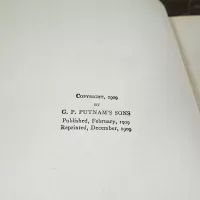 COPYRIGHT, 1909
BY
G. P. PUTNAM'S SONS
Published, February, 1909
Reprinted, December, 1909